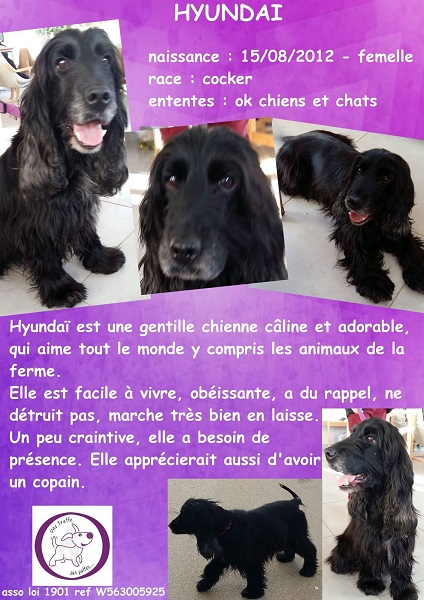 HYUNDAI
naissance : 15/08/2012 - femelle
race : cocker
ententes : ok chiens et chats
Hyundaï est une gentille chienne câline et adorable,
qui aime tout le monde y compris les animaux de la
ferme.
Elle est facile à vivre, obéissante, a du rappel, ne
détruit pas, marche très bien en laisse.
Un peu craintive, elle a besoin de
présence. Elle apprécierait aussi d'avoir
un copain.
des pattes...
asso loi 1901 ref W563005925